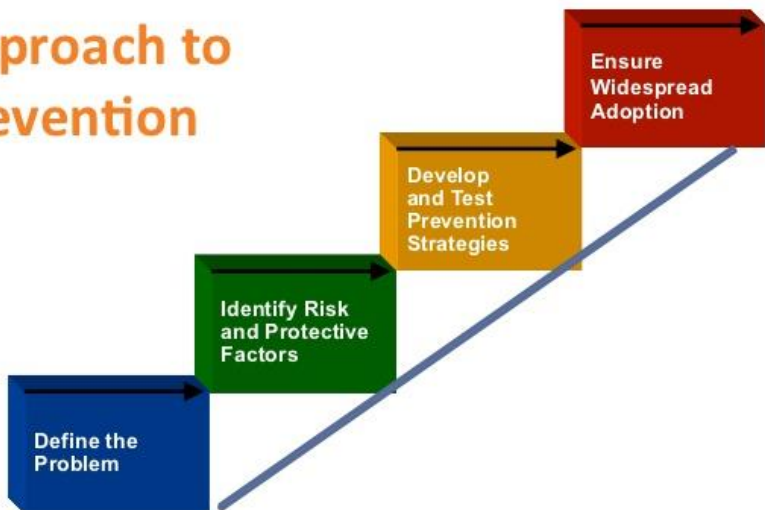 proach to
evention
Ensure
Widespread
Adoption
Develop
and Test
Prevention
Strategies
Identify Risk
and Protective
Factors
Define the
Problem